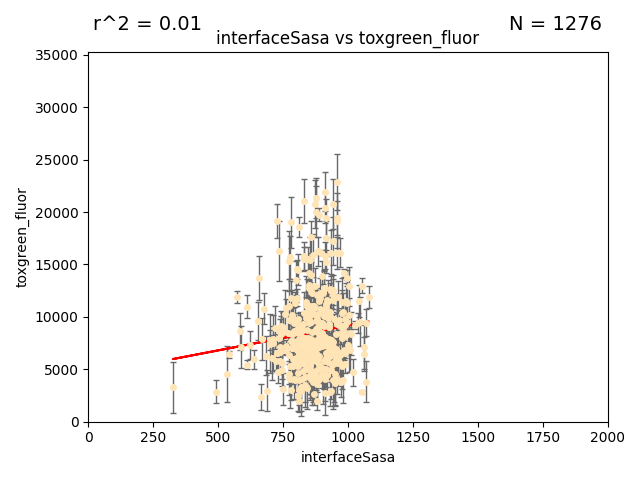 r^2 = 0.01
N = 1276
interfaceSasa vs toxgreen_fluor
35000
30000
25000
20000
15000
10000
5000
0
toxgreen_fluor
0 250 500 750 1000 1250 1500 1750 2000
interfaceSasa